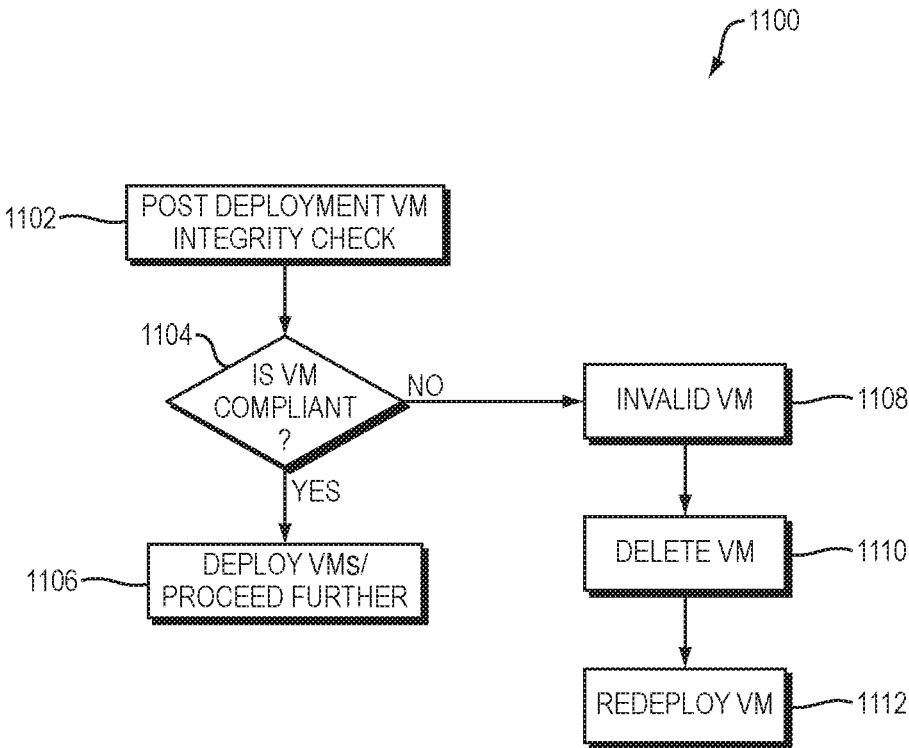 1100
1102
POST DEPLOYMENT VM
INTEGRITY CHECK
1104
IS VM
COMPLIANT
?
NO
YES
INVALID VM
1108
DELETE VM
1110
1106
DEPLOY VMs/
PROCEED FURTHER
REDEPLOY VM
1112